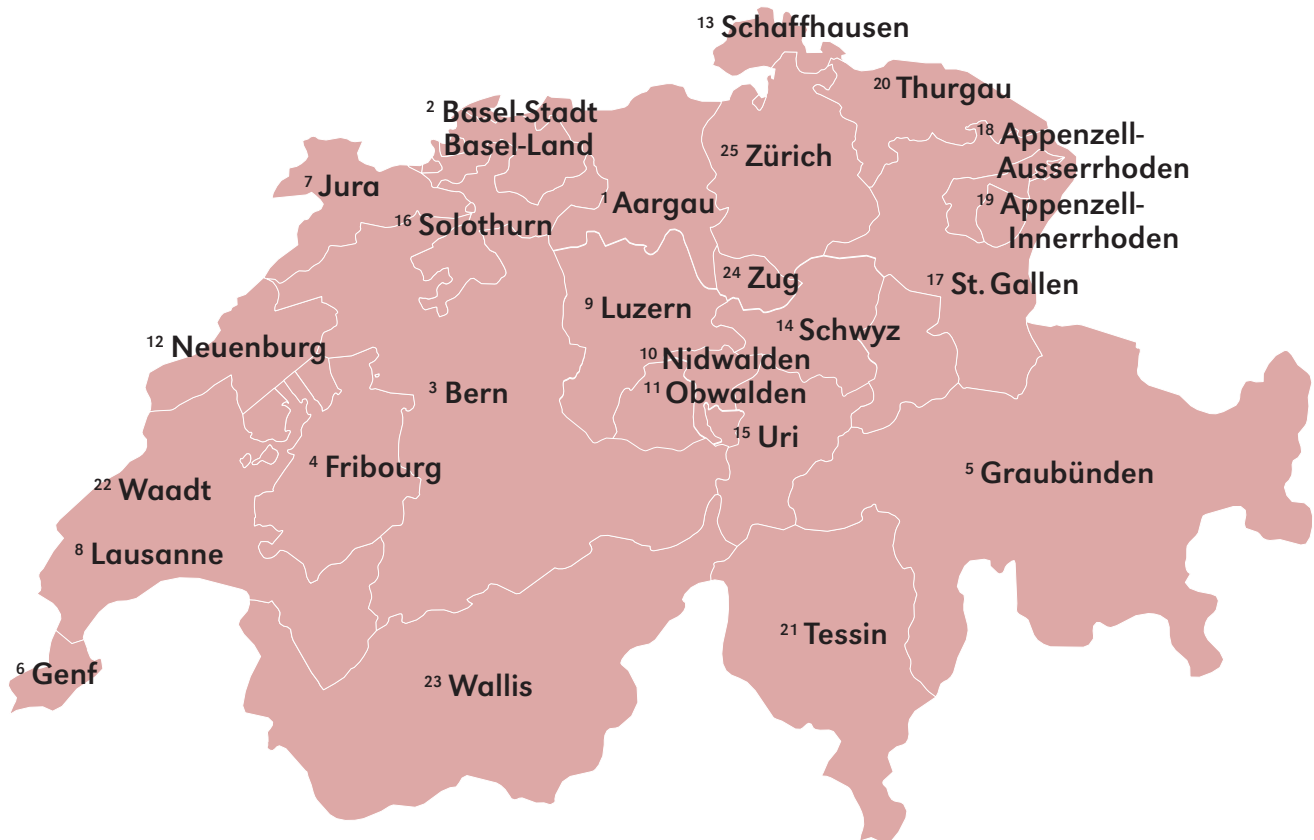 13 Schaffhausen
20 Thurgau
2 Basel-Stadt
Basel-Land
18 Appenzell-
Ausserrhoden
25 Zürich
7 Jura
1 Aargau
19 Appenzell-
Innerrhoden
16 Solothurn
24 Zug
17 St. Gallen
9 Luzern
14 Schwyz
12 Neuenburg
10 Nidwalden
11 Obwalden
3 Bern
15 Uri
4 Fribourg
5 Graubünden
22 Waadt
8 Lausanne
21 Tessin
6 Genf
23 Wallis